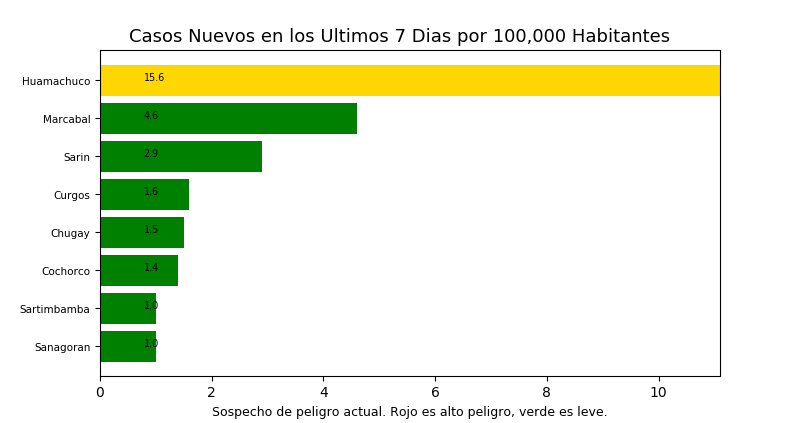 Casos Nuevos en los Ultimos 7 Dias por 100,000 Habitantes
Huamachuco 15.6
Marcabal 4.6
Sarin 2.9
Curgos 1.6
Chugay 1.5
Cochorco 1.4
Sartimbamba 1.0
Sanagoran 1.0
0 2 4 6 8 10
Sospecho de peligro actual. Rojo es alto peligro, verde es leve.